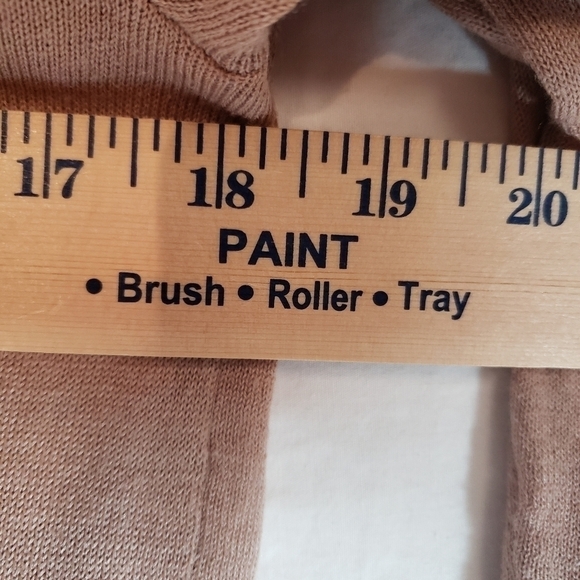 17 18 19 20
PAINT
• Brush • Roller • Tray